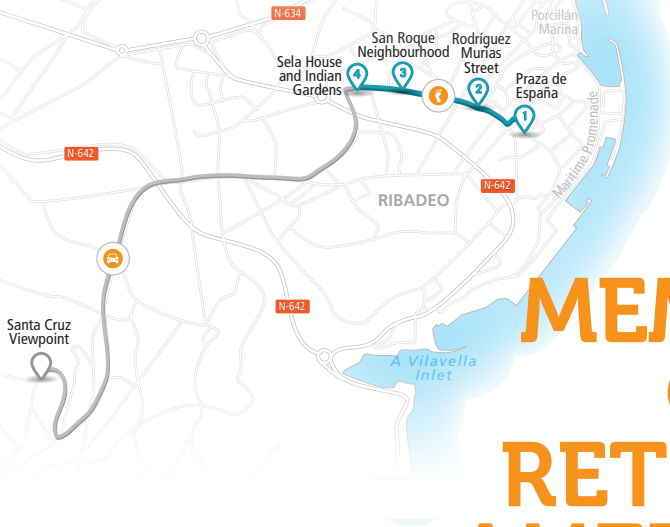 N-634
Porcillán
Marina
San Roque
Neighbourhood
Rodríguez
Murias
Street
Sela House
and Indian
Gardens
4
3
2
Praza de
España
1
Maritime Promenade
N-642
N-642
RIBADEO
N-642
Santa Cruz
Viewpoint
A Vilavella
Inlet
MEM
RET